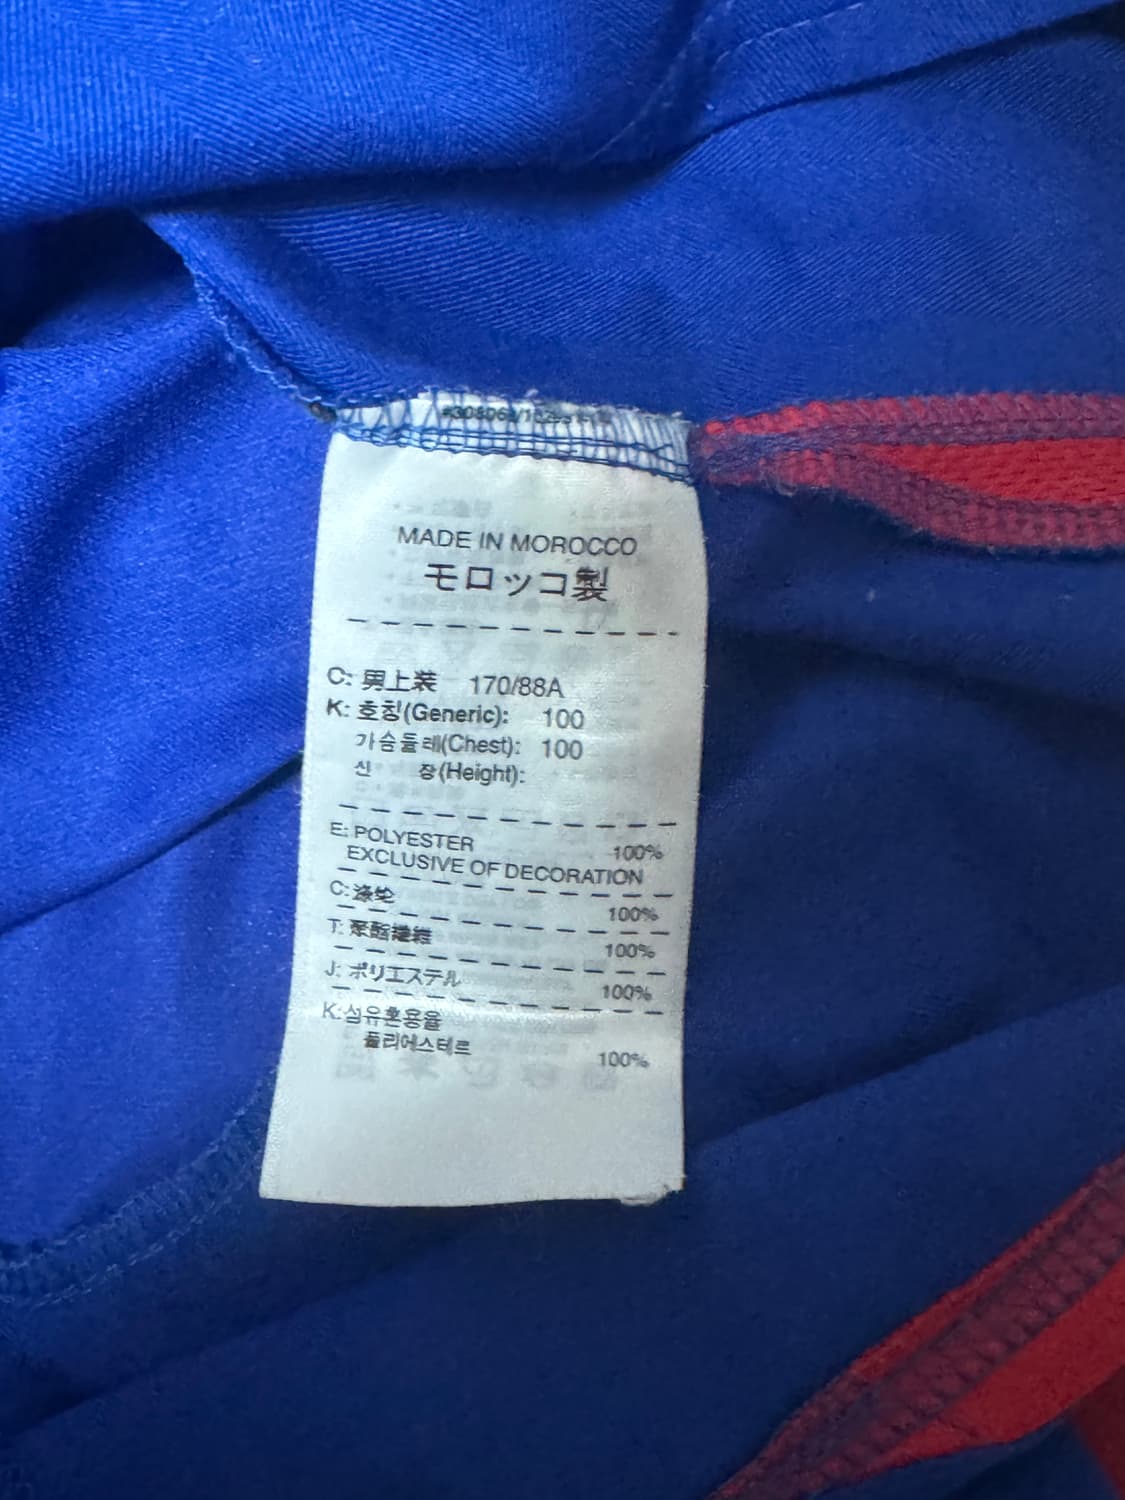 MADE IN MOROCCO
モロッコ製
C: 男上装 170/88A
K: 호칭(Generic): 100
가슴둘레(Chest): 100
신 장(Height):
E: POLYESTER 100%
EXCLUSIVE OF DECORATION
C: 涤纶 100%
T: 聚酯纖維 100%
J: ポリエステル 100%
K: 섬유혼용율
폴리에스테르 100%